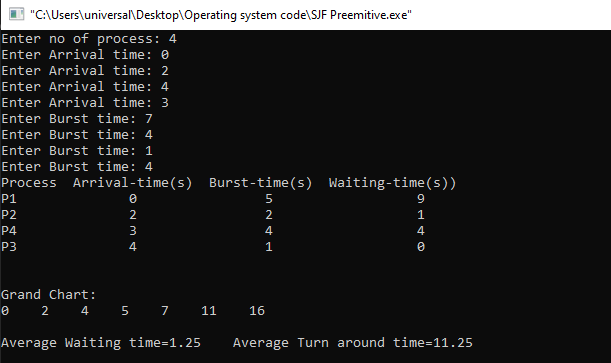 "C:\Users\universal\Desktop\Operating system code\SJF Preemitive.exe"
Enter no of process: 4
Enter Arrival time: 0
Enter Arrival time: 2
Enter Arrival time: 4
Enter Arrival time: 3
Enter Burst time: 7
Enter Burst time: 4
Enter Burst time: 1
Enter Burst time: 4
Process  Arrival-time(s)  Burst-time(s)  Waiting-time(s))
P1 0 5 9
P2 2 2 1
P4 3 4 4
P3 4 1 0
Grand Chart:
0 2 4 5 7 11 16
Average Waiting time=1.25    Average Turn around time=11.25